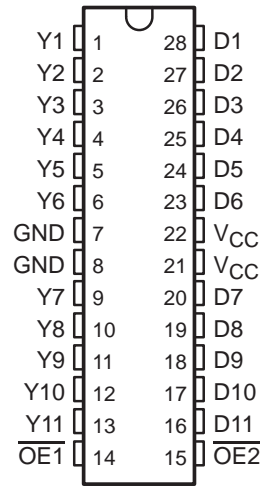 Y1 1 28 D1
Y2 2 27 D2
Y3 3 26 D3
Y4 4 25 D4
Y5 5 24 D5
Y6 6 23 D6
GND 7 22 VCC
GND 8 21 VCC
Y7 9 20 D7
Y8 10 19 D8
Y9 11 18 D9
Y10 12 17 D10
Y11 13 16 D11
O̅E̅1̅ 14 15 O̅E̅2̅